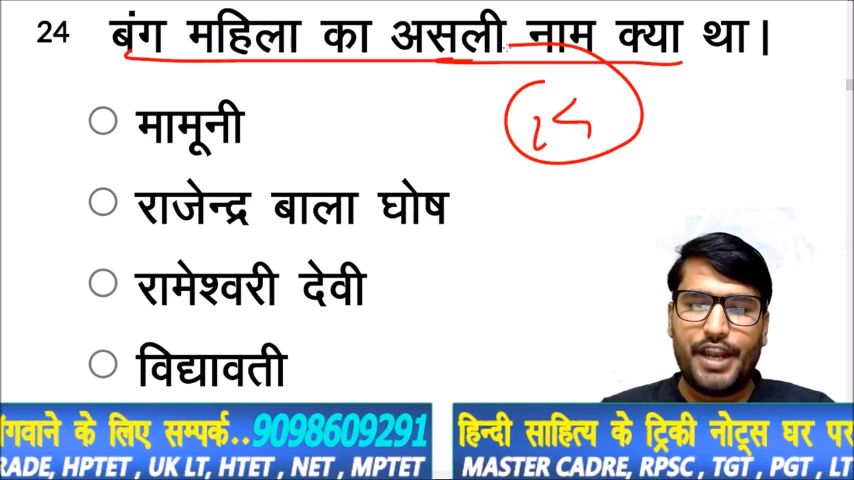 24 बंग महिला का असली नाम क्या था।
मामूनी
राजेन्द्र बाला घोष
रामेश्वरी देवी
विद्यावती
गवाने के लिए सम्पर्क..9098609291
RADE, HPTET , UK LT, HTET , NET , MPTET
हिन्दी साहित्य के ट्रिकी नोट्स घर पर
MASTER CADRE, RPSC , TGT , PGT , LT